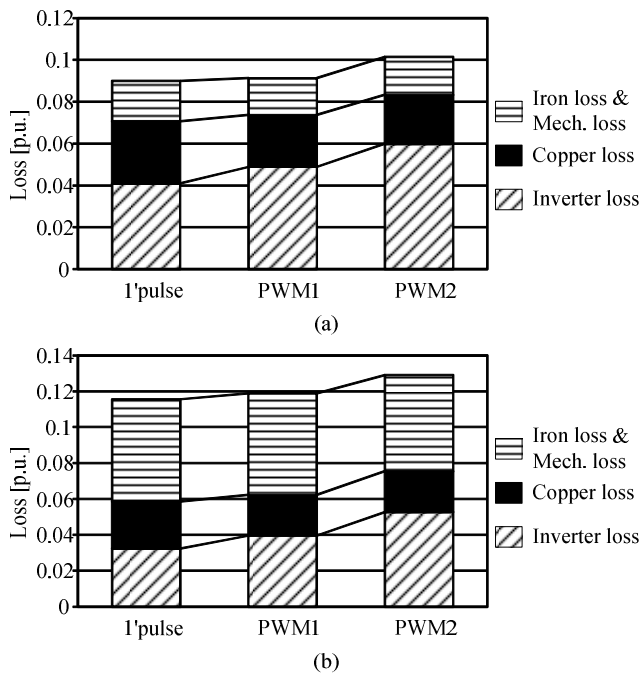 0.12
0.1
0.08
0.06
0.04
0.02
0
Loss [p.u.]
1'pulse PWM1 PWM2
Iron loss &
Mech. loss
Copper loss
Inverter loss
(a)
0.14
0.12
0.1
0.08
0.06
0.04
0.02
0
Loss [p.u.]
1'pulse PWM1 PWM2
Iron loss &
Mech. loss
Copper loss
Inverter loss
(b)